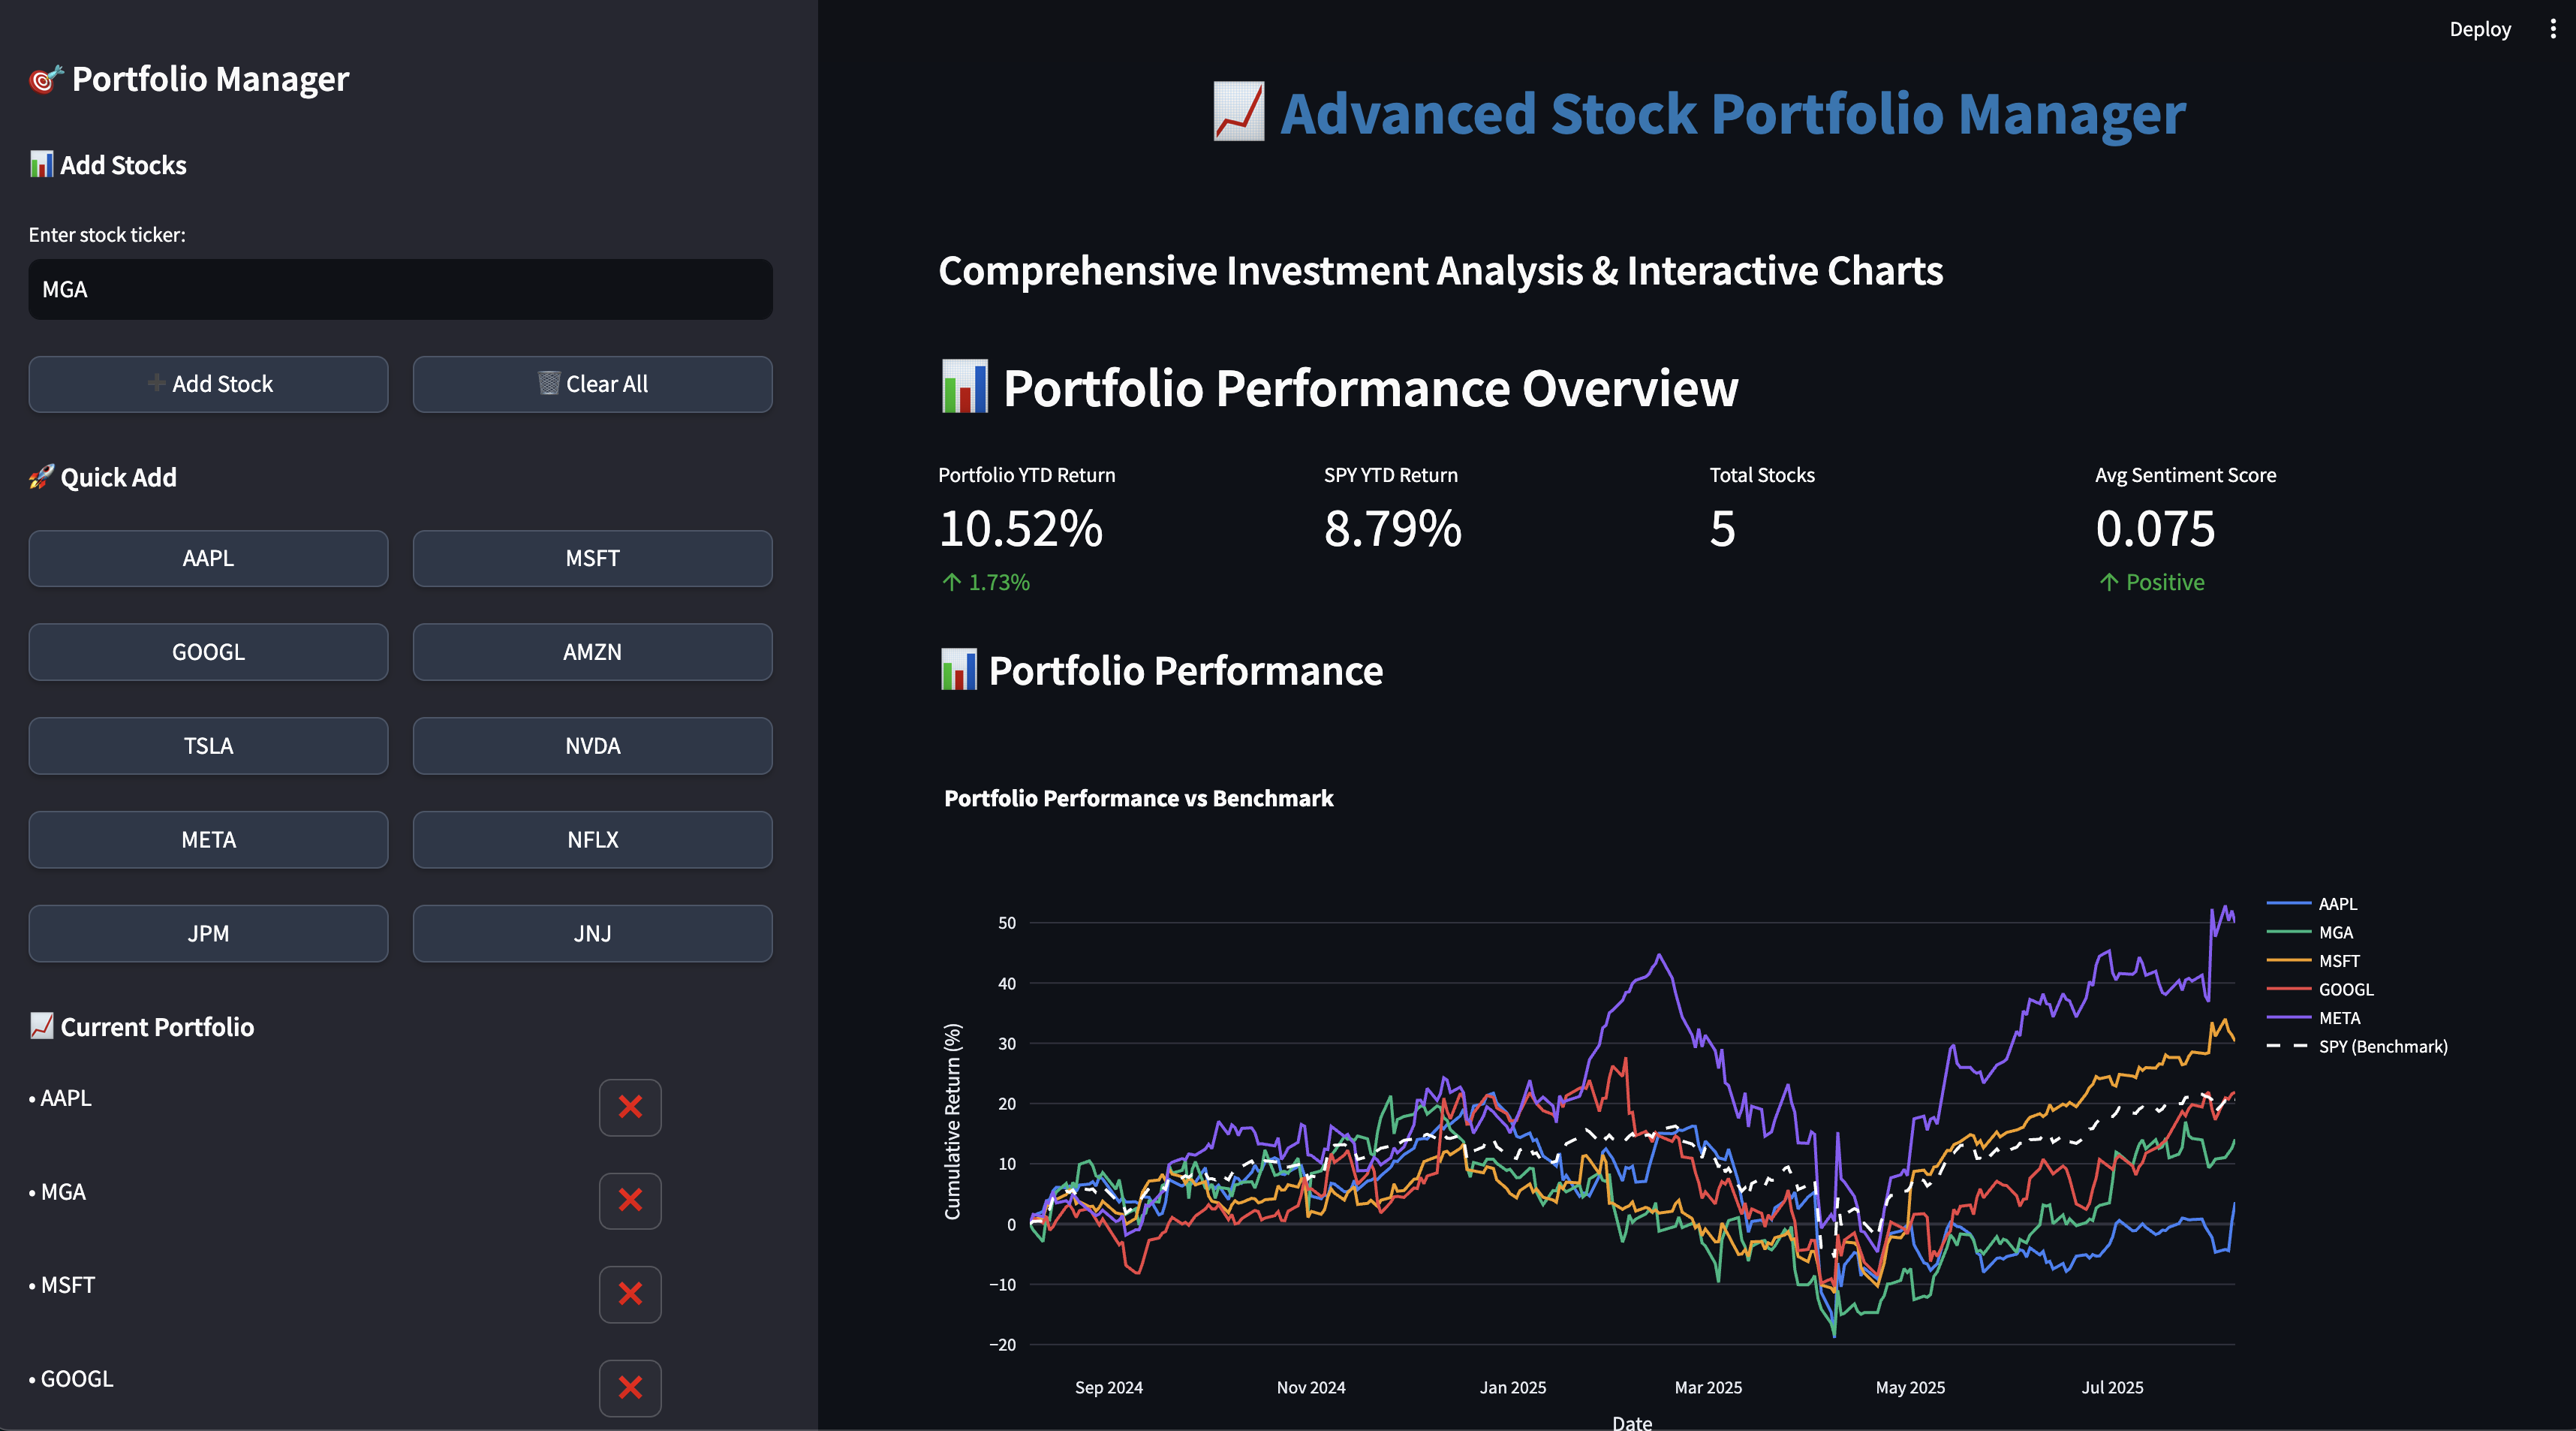 Deploy
Portfolio Manager
Add Stocks
Enter stock ticker:
MGA
Add Stock
Clear All
Quick Add
AAPL
MSFT
GOOGL
AMZN
TSLA
NVDA
META
NFLX
JPM
JNJ
Current Portfolio
• AAPL
• MGA
• MSFT
• GOOGL
Advanced Stock Portfolio Manager
Comprehensive Investment Analysis & Interactive Charts
Portfolio Performance Overview
Portfolio YTD Return
10.52%
↑ 1.73%
SPY YTD Return
8.79%
Total Stocks
5
Avg Sentiment Score
0.075
↑ Positive
Portfolio Performance
Portfolio Performance vs Benchmark
Cumulative Return (%)
50
40
30
20
10
0
−10
−20
Sep 2024
Nov 2024
Jan 2025
Mar 2025
May 2025
Jul 2025
Date
AAPL
MGA
MSFT
GOOGL
META
SPY (Benchmark)